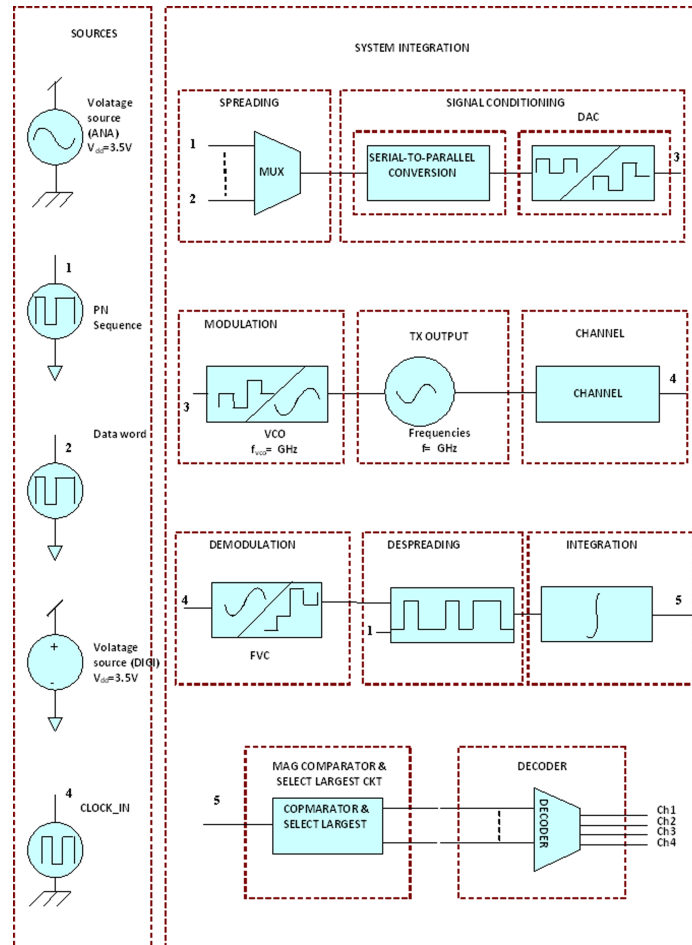 SOURCES
Volatage
source
(ANA)
Vdd=3.5V
1
PN
Sequence
Data word
2
+
-
Volatage
source (DIGI)
Vdd=3.5V
4
CLOCK_IN
SYSTEM INTEGRATION
SPREADING
1
2
MUX
SIGNAL CONDITIONING
SERIAL-TO-PARALLEL
CONVERSION
DAC
3
MODULATION
3
VCO
fvco= GHz
TX OUTPUT
Frequencies
f= GHz
CHANNEL
CHANNEL
4
DEMODULATION
4
FVC
DESPREADING
1
INTEGRATION
5
MAG COMPARATOR &
SELECT LARGEST CKT
5
COPMARATOR &
SELECT LARGEST
DECODER
DECODER
Ch1
Ch2
Ch3
Ch4